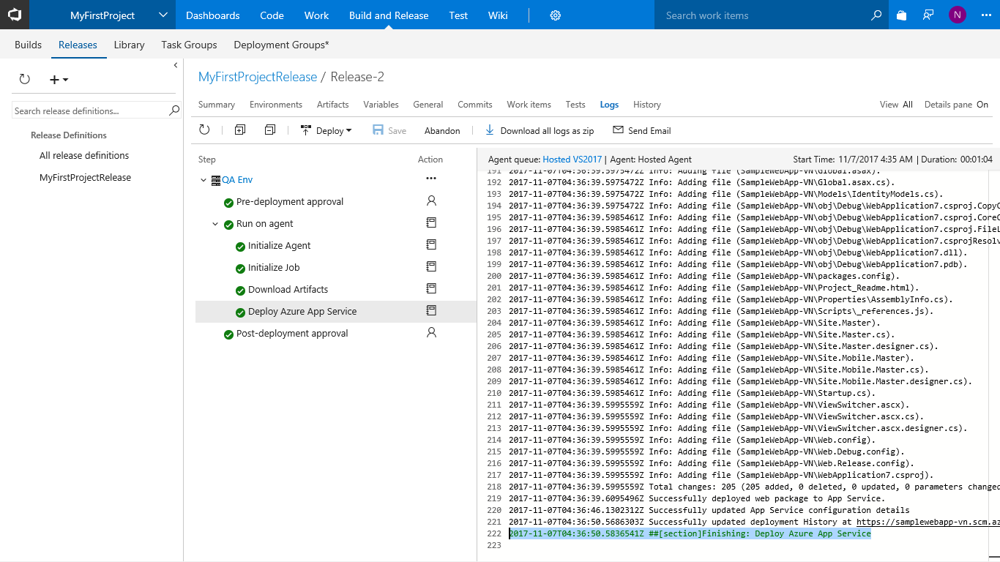 MyFirstProject Dashboards Code Work Build and Release Test Wiki Search work items N
Builds Releases Library Task Groups Deployment Groups*
MyFirstProjectRelease / Release-2
Summary Environments Artifacts Variables General Commits Work items Tests Logs History View All Details pane On
Search release definitions...
Deploy Save Abandon Download all logs as zip Send Email
Release Definitions
All release definitions
MyFirstProjectRelease
Step Action
QA Env
Pre-deployment approval
Run on agent
Initialize Agent
Initialize Job
Download Artifacts
Deploy Azure App Service
Post-deployment approval
Agent queue: Hosted VS2017 | Agent: Hosted Agent Start Time: 11/7/2017 4:35 AM | Duration: 00:01:04
191 2017-11-07T04:36:39.5975472Z Info: Adding file (SampleWebApp-VN\Global.asax).
192 2017-11-07T04:36:39.5975472Z Info: Adding file (SampleWebApp-VN\Global.asax.cs).
193 2017-11-07T04:36:39.5975472Z Info: Adding file (SampleWebApp-VN\Models\IdentityModels.cs).
194 2017-11-07T04:36:39.5975472Z Info: Adding file (SampleWebApp-VN\obj\Debug\WebApplication7.csproj.CopyC
195 2017-11-07T04:36:39.5985461Z Info: Adding file (SampleWebApp-VN\obj\Debug\WebApplication7.csproj.CoreC
196 2017-11-07T04:36:39.5985461Z Info: Adding file (SampleWebApp-VN\obj\Debug\WebApplication7.csproj.FileL
197 2017-11-07T04:36:39.5985461Z Info: Adding file (SampleWebApp-VN\obj\Debug\WebApplication7.csprojResolv
198 2017-11-07T04:36:39.5985461Z Info: Adding file (SampleWebApp-VN\obj\Debug\WebApplication7.dll).
199 2017-11-07T04:36:39.5985461Z Info: Adding file (SampleWebApp-VN\obj\Debug\WebApplication7.pdb).
200 2017-11-07T04:36:39.5985461Z Info: Adding file (SampleWebApp-VN\packages.config).
201 2017-11-07T04:36:39.5985461Z Info: Adding file (SampleWebApp-VN\Project_Readme.html).
202 2017-11-07T04:36:39.5985461Z Info: Adding file (SampleWebApp-VN\Properties\AssemblyInfo.cs).
203 2017-11-07T04:36:39.5985461Z Info: Adding file (SampleWebApp-VN\Scripts\_references.js).
204 2017-11-07T04:36:39.5985461Z Info: Adding file (SampleWebApp-VN\Site.Master).
205 2017-11-07T04:36:39.5985461Z Info: Adding file (SampleWebApp-VN\Site.Master.cs).
206 2017-11-07T04:36:39.5985461Z Info: Adding file (SampleWebApp-VN\Site.Master.designer.cs).
207 2017-11-07T04:36:39.5985461Z Info: Adding file (SampleWebApp-VN\Site.Mobile.Master).
208 2017-11-07T04:36:39.5985461Z Info: Adding file (SampleWebApp-VN\Site.Mobile.Master.cs).
209 2017-11-07T04:36:39.5985461Z Info: Adding file (SampleWebApp-VN\Site.Mobile.Master.designer.cs).
210 2017-11-07T04:36:39.5985461Z Info: Adding file (SampleWebApp-VN\Startup.cs).
211 2017-11-07T04:36:39.5995559Z Info: Adding file (SampleWebApp-VN\ViewSwitcher.ascx).
212 2017-11-07T04:36:39.5995559Z Info: Adding file (SampleWebApp-VN\ViewSwitcher.ascx.cs).
213 2017-11-07T04:36:39.5995559Z Info: Adding file (SampleWebApp-VN\ViewSwitcher.ascx.designer.cs).
214 2017-11-07T04:36:39.5995559Z Info: Adding file (SampleWebApp-VN\Web.config).
215 2017-11-07T04:36:39.5995559Z Info: Adding file (SampleWebApp-VN\Web.Debug.config).
216 2017-11-07T04:36:39.5995559Z Info: Adding file (SampleWebApp-VN\Web.Release.config).
217 2017-11-07T04:36:39.5995559Z Info: Adding file (SampleWebApp-VN\WebApplication7.csproj).
218 2017-11-07T04:36:39.5995559Z Total changes: 205 (205 added, 0 deleted, 0 updated, 0 parameters changed
219 2017-11-07T04:36:39.6095496Z Successfully deployed web package to App Service.
220 2017-11-07T04:36:46.1302312Z Successfully updated App Service configuration details
221 2017-11-07T04:36:50.5686303Z Successfully updated deployment History at https://samplewebapp-vn.scm.az
222 2017-11-07T04:36:50.5836541Z ##[section]Finishing: Deploy Azure App Service
223